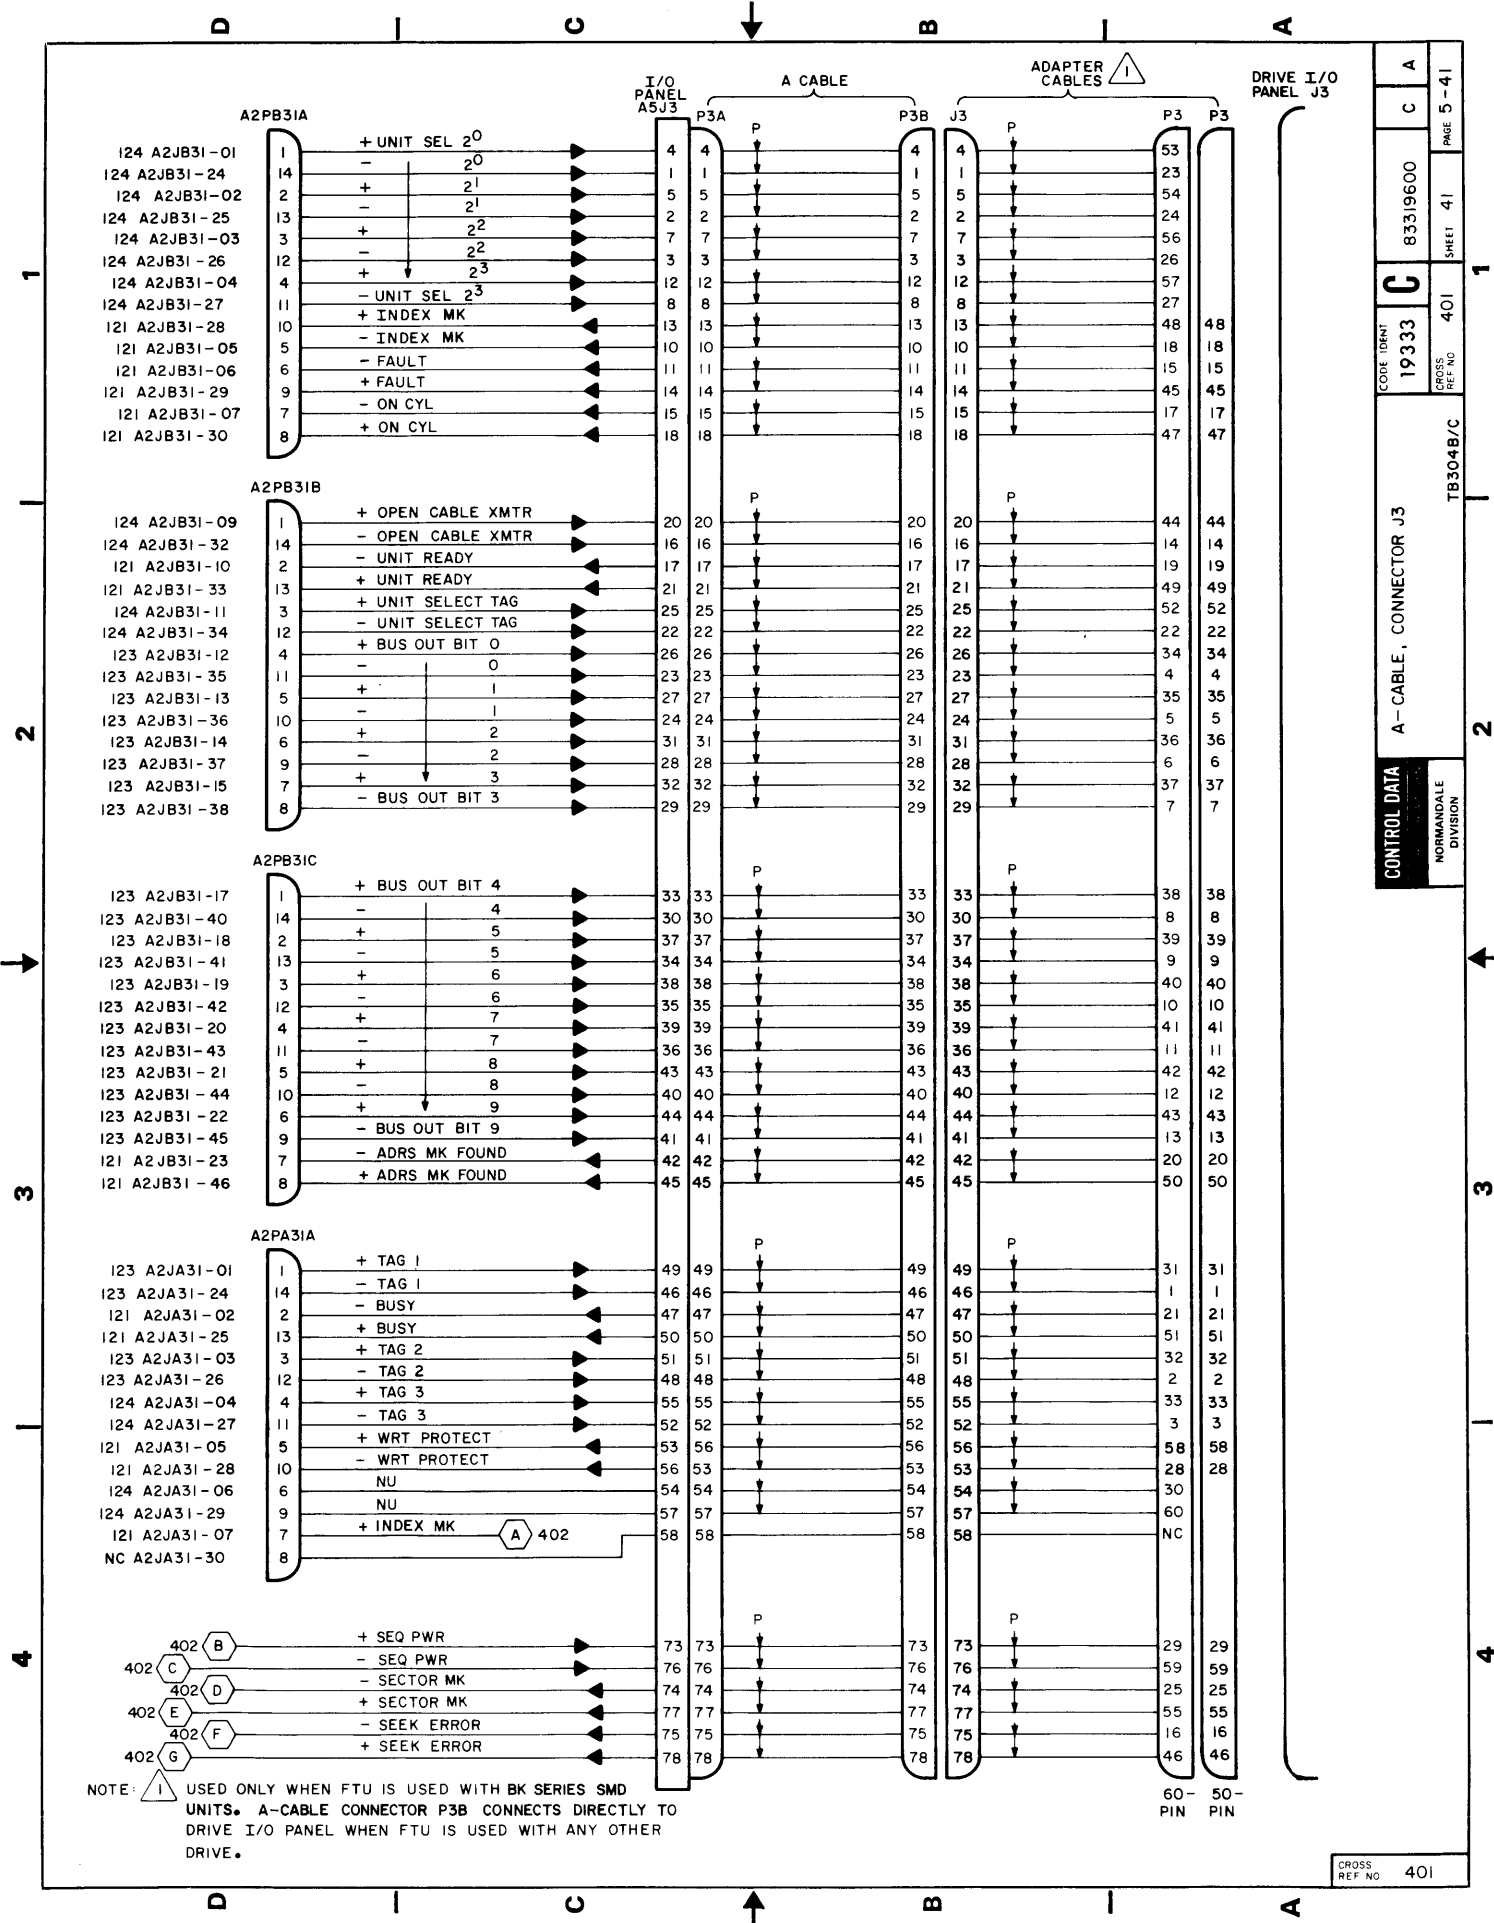 D C B A
I/O PANEL A5J3
A CABLE
ADAPTER CABLES 1
DRIVE I/O PANEL J3
A2PB31A P3A P3B J3 P3 P3
P P
124 A2JB31-01 1 + UNIT SEL 2⁰ 4 4 4 4 53
124 A2JB31-24 14 - 2⁰ 1 1 1 1 23
124 A2JB31-02 2 + 2¹ 5 5 5 5 54
124 A2JB31-25 13 - 2¹ 2 2 2 2 24
124 A2JB31-03 3 + 2² 7 7 7 7 56
124 A2JB31-26 12 - 2² 3 3 3 3 26
124 A2JB31-04 4 + 2³ 12 12 12 12 57
124 A2JB31-27 11 - UNIT SEL 2³ 8 8 8 8 27
121 A2JB31-28 10 + INDEX MK 13 13 13 13 48 48
121 A2JB31-05 5 - INDEX MK 10 10 10 10 18 18
121 A2JB31-06 6 - FAULT 11 11 11 11 15 15
121 A2JB31-29 9 + FAULT 14 14 14 14 45 45
121 A2JB31-07 7 - ON CYL 15 15 15 15 17 17
121 A2JB31-30 8 + ON CYL 18 18 18 18 47 47
A2PB31B P P
124 A2JB31-09 1 + OPEN CABLE XMTR 20 20 20 20 44 44
124 A2JB31-32 14 - OPEN CABLE XMTR 16 16 16 16 14 14
121 A2JB31-10 2 - UNIT READY 17 17 17 17 19 19
121 A2JB31-33 13 + UNIT READY 21 21 21 21 49 49
124 A2JB31-11 3 + UNIT SELECT TAG 25 25 25 25 52 52
124 A2JB31-34 12 - UNIT SELECT TAG 22 22 22 22 22 22
123 A2JB31-12 4 + BUS OUT BIT 0 26 26 26 26 34 34
123 A2JB31-35 11 - 0 23 23 23 23 4 4
123 A2JB31-13 5 + 1 27 27 27 27 35 35
123 A2JB31-36 10 - 1 24 24 24 24 5 5
123 A2JB31-14 6 + 2 31 31 31 31 36 36
123 A2JB31-37 9 - 2 28 28 28 28 6 6
123 A2JB31-15 7 + 3 32 32 32 32 37 37
123 A2JB31-38 8 - BUS OUT BIT 3 29 29 29 29 7 7
A2PB31C P P
123 A2JB31-17 1 + BUS OUT BIT 4 33 33 33 33 38 38
123 A2JB31-40 14 - 4 30 30 30 30 8 8
123 A2JB31-18 2 + 5 37 37 37 37 39 39
123 A2JB31-41 13 - 5 34 34 34 34 9 9
123 A2JB31-19 3 + 6 38 38 38 38 40 40
123 A2JB31-42 12 - 6 35 35 35 35 10 10
123 A2JB31-20 4 + 7 39 39 39 39 41 41
123 A2JB31-43 11 - 7 36 36 36 36 11 11
123 A2JB31-21 5 + 8 43 43 43 43 42 42
123 A2JB31-44 10 - 8 40 40 40 40 12 12
123 A2JB31-22 6 + 9 44 44 44 44 43 43
123 A2JB31-45 9 - BUS OUT BIT 9 41 41 41 41 13 13
121 A2JB31-23 7 - ADRS MK FOUND 42 42 42 42 20 20
121 A2JB31-46 8 + ADRS MK FOUND 45 45 45 45 50 50
A2PA31A P P
123 A2JA31-01 1 + TAG 1 49 49 49 49 31 31
123 A2JA31-24 14 - TAG 1 46 46 46 46 1 1
121 A2JA31-02 2 - BUSY 47 47 47 47 21 21
121 A2JA31-25 13 + BUSY 50 50 50 50 51 51
123 A2JA31-03 3 + TAG 2 51 51 51 51 32 32
123 A2JA31-26 12 - TAG 2 48 48 48 48 2 2
124 A2JA31-04 4 + TAG 3 55 55 55 55 33 33
124 A2JA31-27 11 - TAG 3 52 52 52 52 3 3
121 A2JA31-05 5 + WRT PROTECT 53 56 56 56 58 58
121 A2JA31-28 10 - WRT PROTECT 56 53 53 53 28 28
124 A2JA31-06 6 NU 54 54 54 54 30
124 A2JA31-29 9 NU 57 57 57 57 60
121 A2JA31-07 7 + INDEX MK A 402 58 58 58 58 NC
NC A2JA31-30 8
P P
402 B + SEQ PWR 73 73 73 73 29 29
402 C - SEQ PWR 76 76 76 76 59 59
402 D - SECTOR MK 74 74 74 74 25 25
402 E + SECTOR MK 77 77 77 77 55 55
402 F - SEEK ERROR 75 75 75 75 16 16
402 G + SEEK ERROR 78 78 78 78 46 46
60-PIN 50-PIN
NOTE: 1 USED ONLY WHEN FTU IS USED WITH BK SERIES SMD
UNITS. A-CABLE CONNECTOR P3B CONNECTS DIRECTLY TO
DRIVE I/O PANEL WHEN FTU IS USED WITH ANY OTHER
DRIVE.
1 2 3 4
1 2 3 4
CONTROL DATA
NORMANDALE DIVISION
A-CABLE, CONNECTOR J3
TB304B/C
CODE IDENT 19333
C
83319600
C
A
CROSS REF NO 401
SHEET 41
PAGE 5-41
CROSS REF NO 401
D C B A